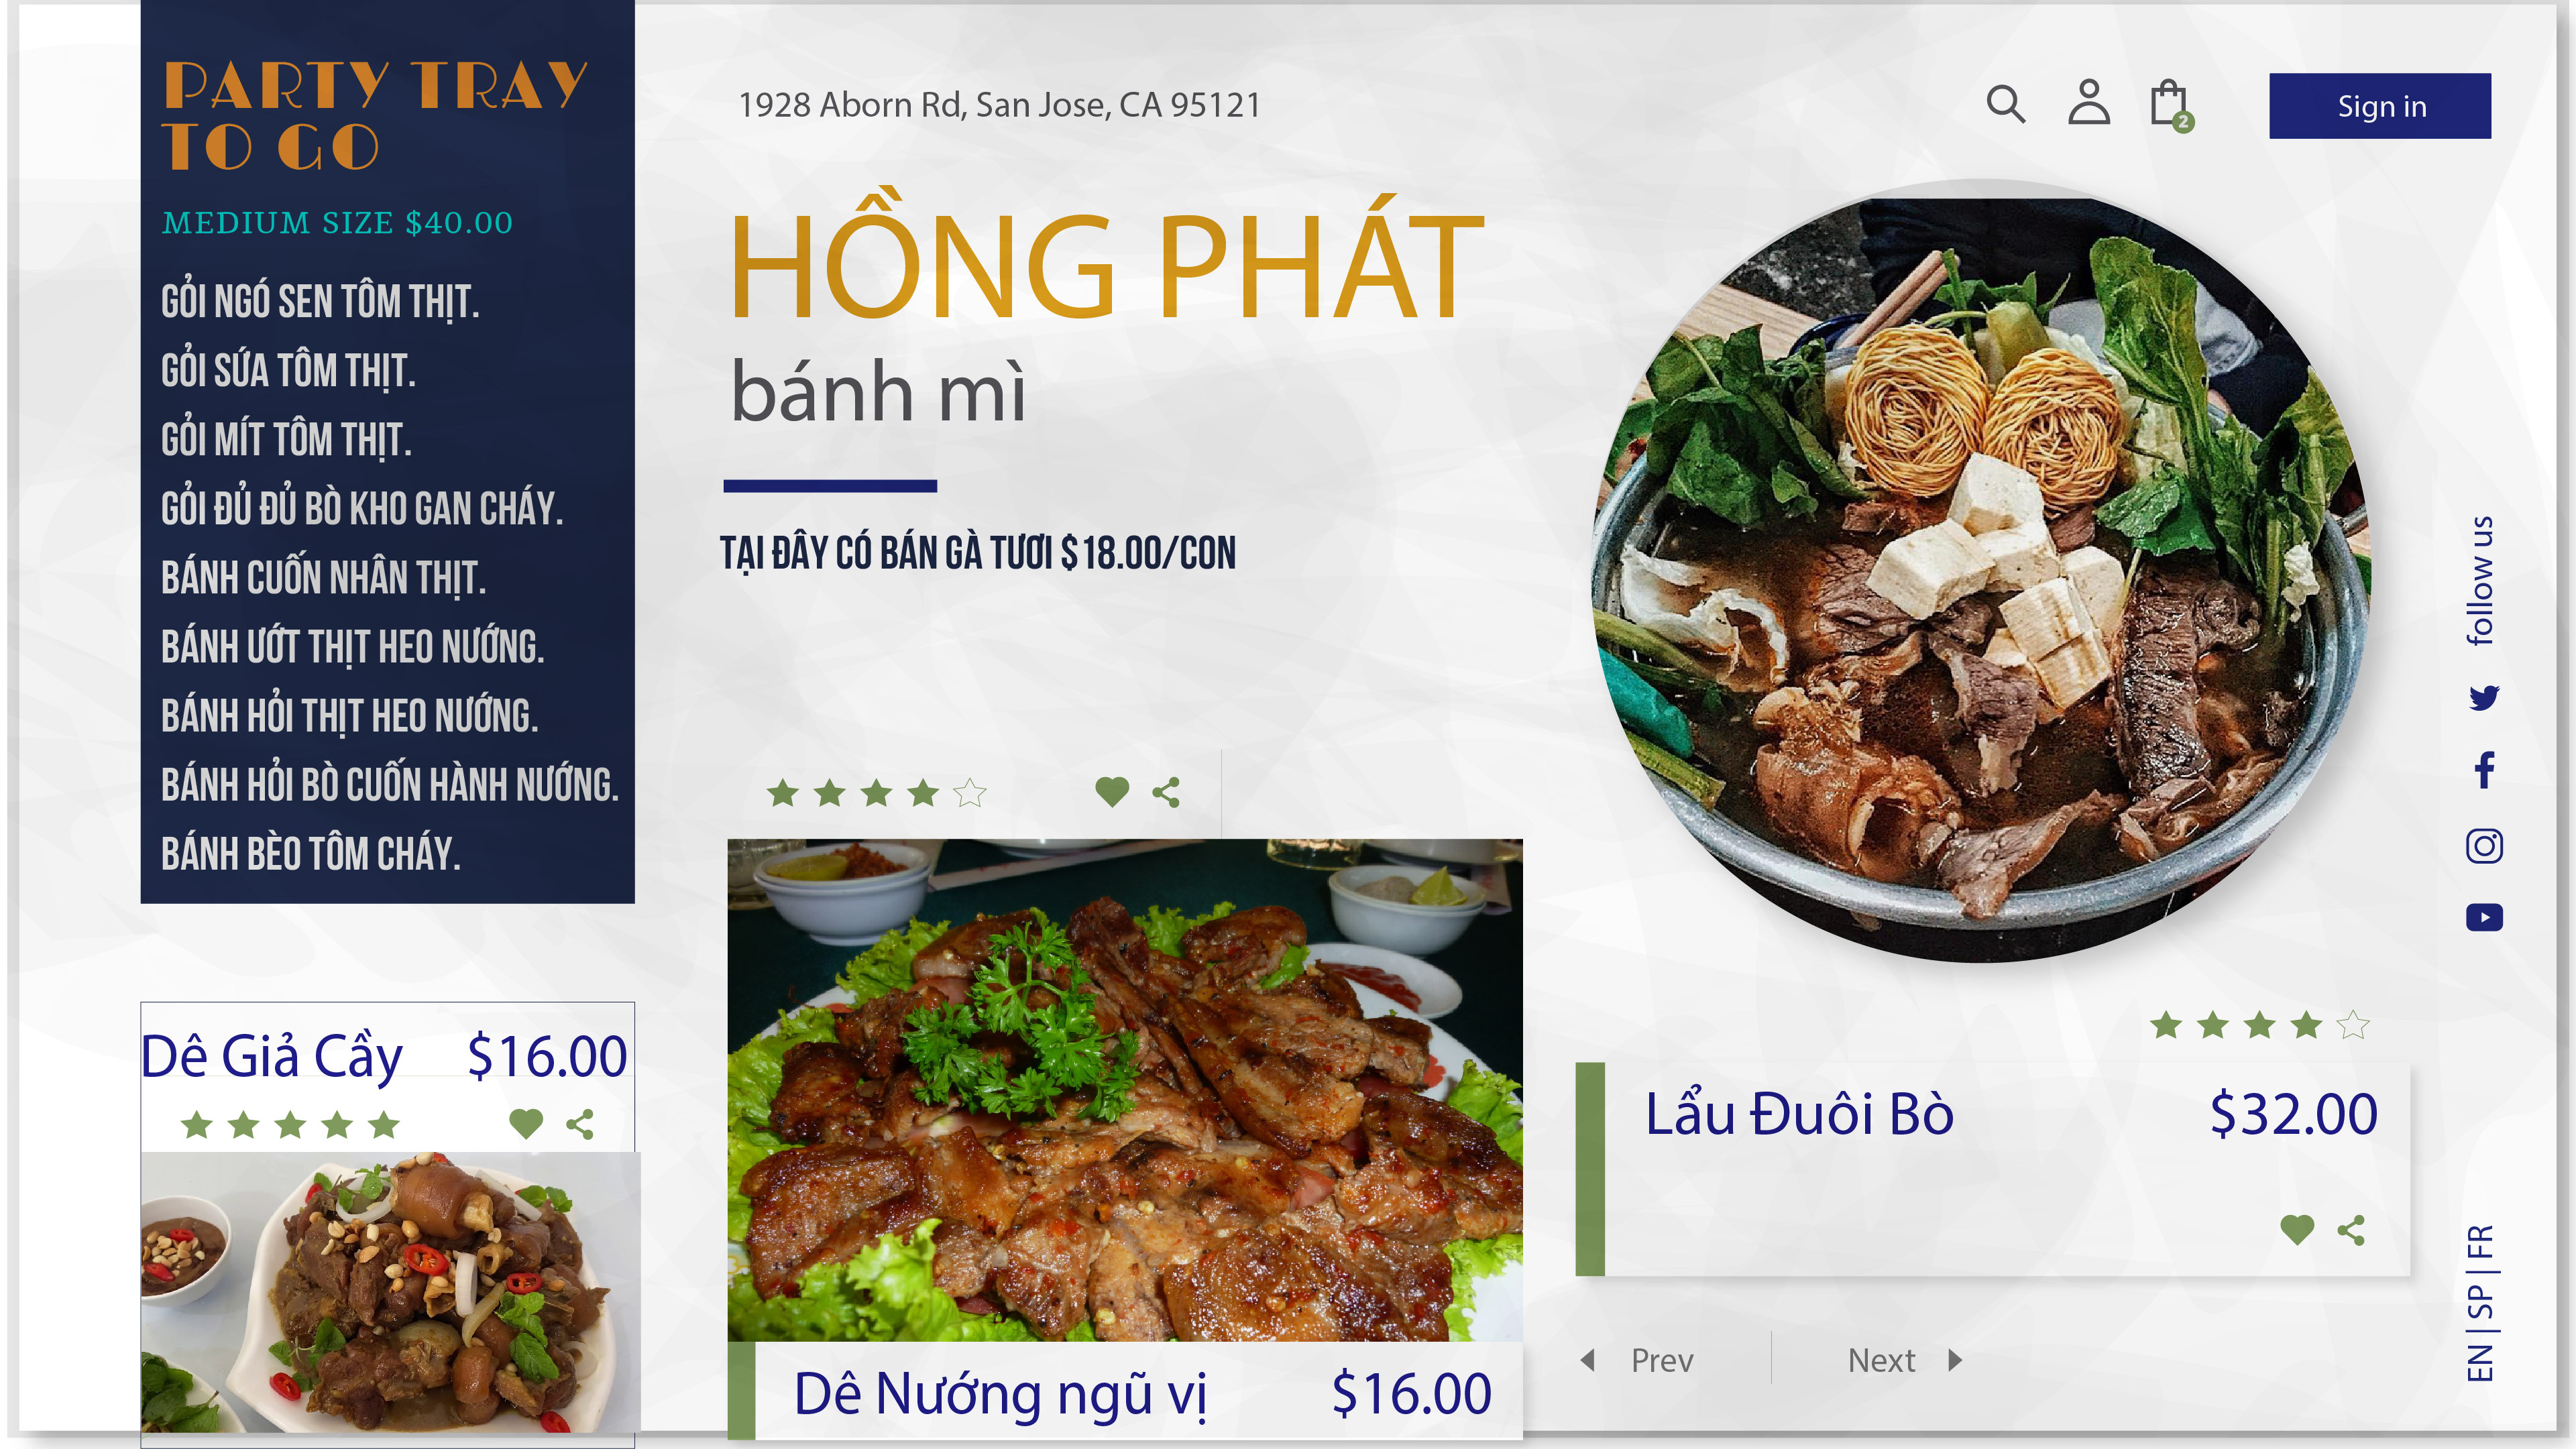 PARTY TRAY
TO GO
MEDIUM SIZE $40.00
GỎI NGÓ SEN TÔM THỊT.
GỎI SỨA TÔM THỊT.
GỎI MÍT TÔM THỊT.
GỎI ĐỦ ĐỦ BÒ KHO GAN CHÁY.
BÁNH CUỐN NHÂN THỊT.
BÁNH ƯỚT THỊT HEO NƯỚNG.
BÁNH HỎI THỊT HEO NƯỚNG.
BÁNH HỎI BÒ CUỐN HÀNH NƯỚNG.
BÁNH BÈO TÔM CHÁY.
Dê Giả Cầy $16.00
1928 Aborn Rd, San Jose, CA 95121
HỒNG PHÁT
bánh mì
TẠI ĐÂY CÓ BÁN GÀ TƯƠI $18.00/CON
Dê Nướng ngũ vị $16.00
2
Sign in
Lẩu Đuôi Bò $32.00
Prev
Next
follow us
EN | SP | FR